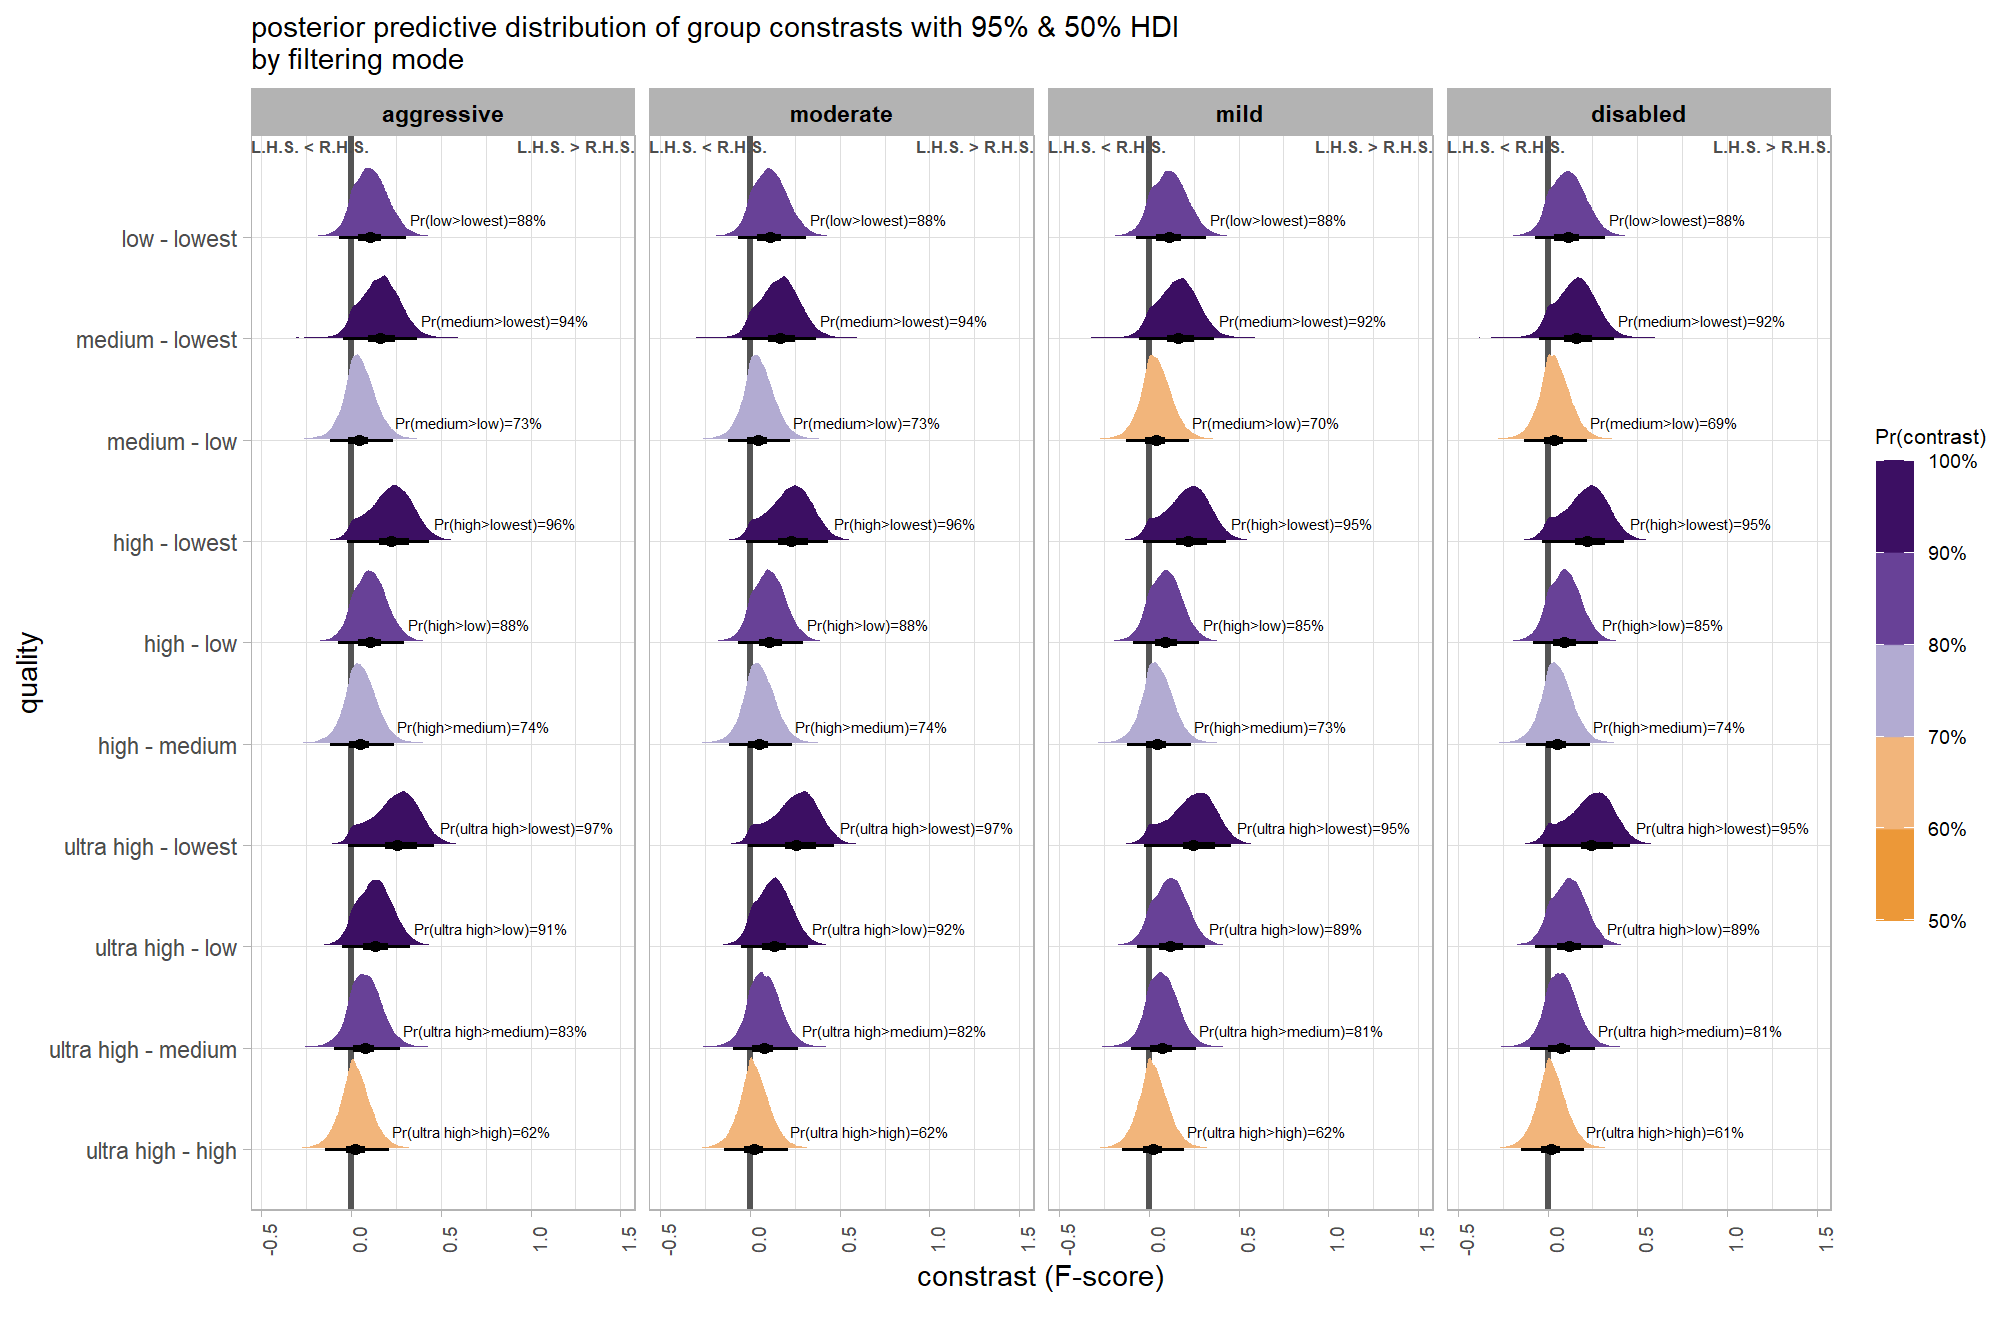 posterior predictive distribution of group constrasts with 95% & 50% HDI
by filtering mode
aggressive moderate mild disabled
L.H.S. < R.H.S. L.H.S. > R.H.S. L.H.S. < R.H.S. L.H.S. > R.H.S. L.H.S. < R.H.S. L.H.S. > R.H.S. L.H.S. < R.H.S. L.H.S. > R.H.S.
Pr(low>lowest)=88% Pr(low>lowest)=88% Pr(low>lowest)=88% Pr(low>lowest)=88%
low - lowest
Pr(medium>lowest)=94% Pr(medium>lowest)=94% Pr(medium>lowest)=92% Pr(medium>lowest)=92%
medium - lowest
Pr(medium>low)=73% Pr(medium>low)=73% Pr(medium>low)=70% Pr(medium>low)=69%
medium - low
Pr(high>lowest)=96% Pr(high>lowest)=96% Pr(high>lowest)=95% Pr(high>lowest)=95%
high - lowest
Pr(high>low)=88% Pr(high>low)=88% Pr(high>low)=85% Pr(high>low)=85%
high - low
Pr(high>medium)=74% Pr(high>medium)=74% Pr(high>medium)=73% Pr(high>medium)=74%
high - medium
Pr(ultra high>lowest)=97% Pr(ultra high>lowest)=97% Pr(ultra high>lowest)=95% Pr(ultra high>lowest)=95%
ultra high - lowest
Pr(ultra high>low)=91% Pr(ultra high>low)=92% Pr(ultra high>low)=89% Pr(ultra high>low)=89%
ultra high - low
Pr(ultra high>medium)=83% Pr(ultra high>medium)=82% Pr(ultra high>medium)=81% Pr(ultra high>medium)=81%
ultra high - medium
Pr(ultra high>high)=62% Pr(ultra high>high)=62% Pr(ultra high>high)=62% Pr(ultra high>high)=61%
ultra high - high
quality
-0.5 0.0 0.5 1.0 1.5 -0.5 0.0 0.5 1.0 1.5 -0.5 0.0 0.5 1.0 1.5 -0.5 0.0 0.5 1.0 1.5
constrast (F-score)
Pr(contrast)
100%
90%
80%
70%
60%
50%